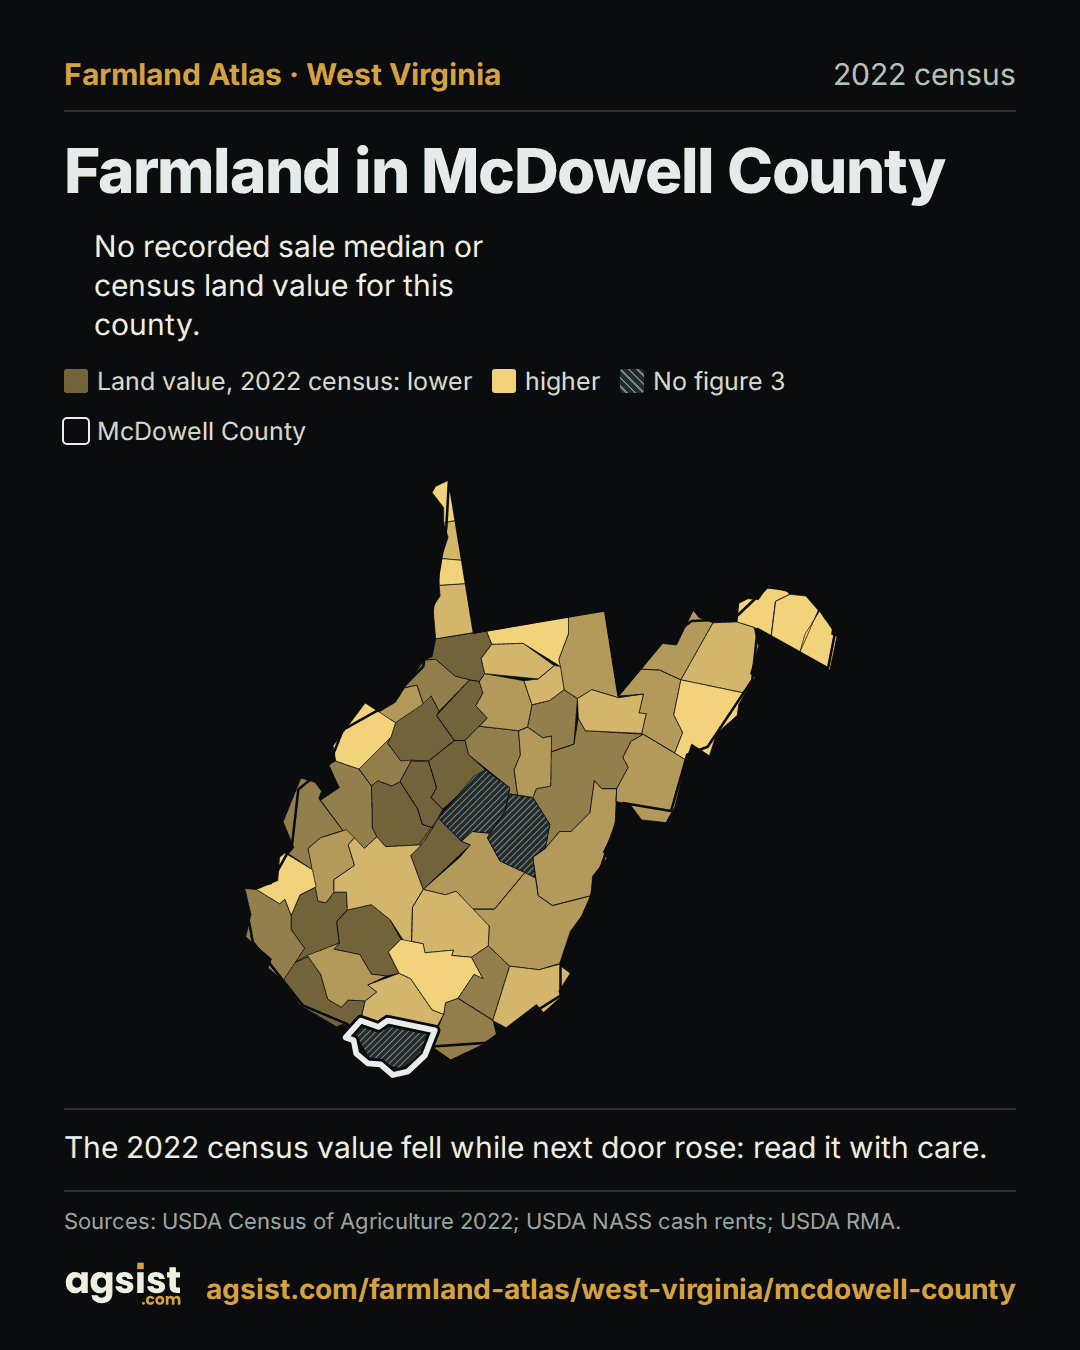 Farmland Atlas · West Virginia
2022 census
Farmland in McDowell County
No recorded sale median or
census land value for this
county.
Land value, 2022 census: lower
higher
No figure 3
McDowell County
The 2022 census value fell while next door rose: read it with care.
Sources: USDA Census of Agriculture 2022; USDA NASS cash rents; USDA RMA.
agsist
.com
agsist.com/farmland-atlas/west-virginia/mcdowell-county